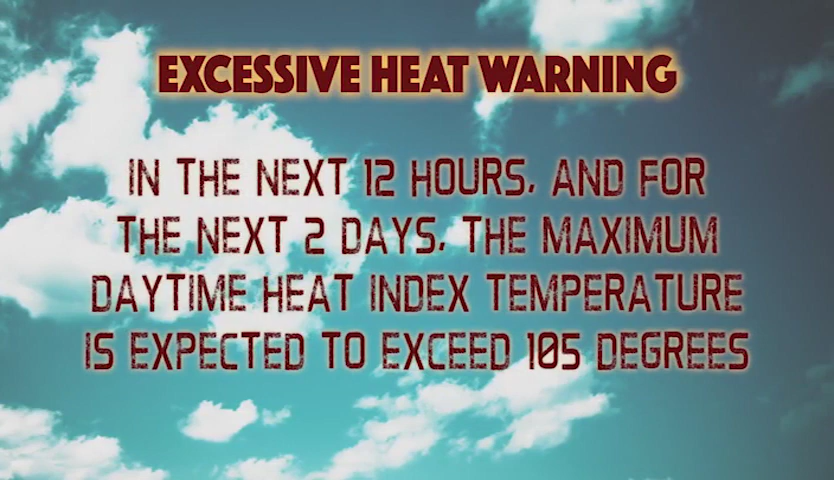 EXCESSIVE HEAT WARNING
IN THE NEXT 12 HOURS, AND FOR
THE NEXT 2 DAYS, THE MAXIMUM
DAYTIME HEAT INDEX TEMPERATURE
IS EXPECTED TO EXCEED 105 DEGREES